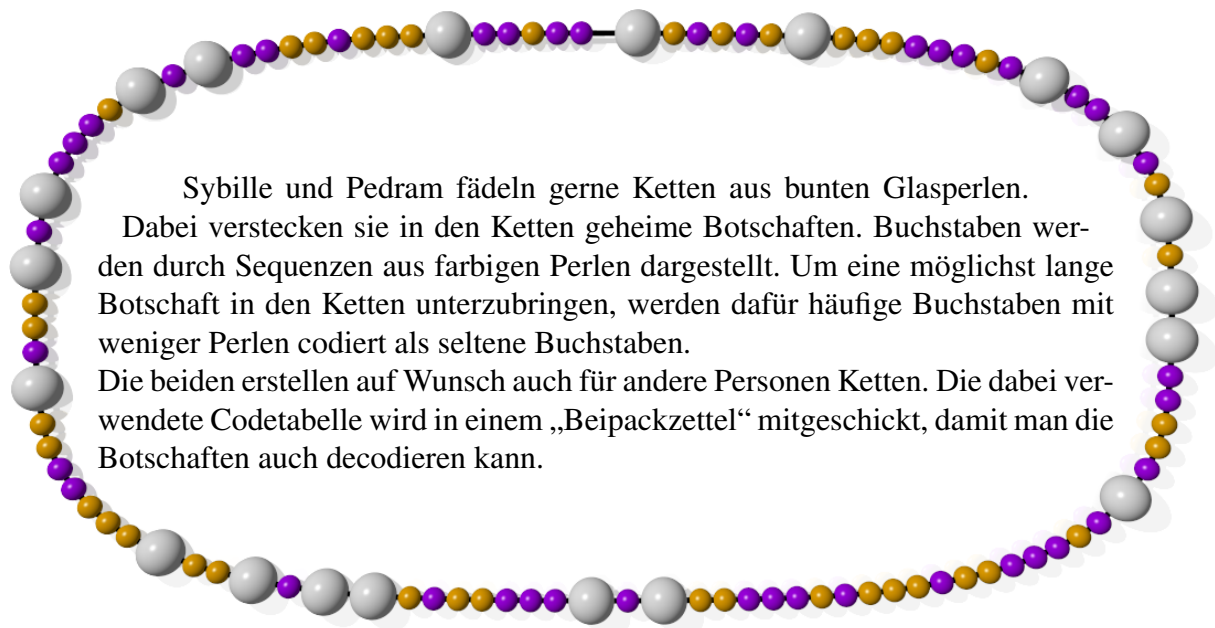 Sybille und Pedram fädeln gerne Ketten aus bunten Glasperlen.
Dabei verstecken sie in den Ketten geheime Botschaften. Buchstaben wer-
den durch Sequenzen aus farbigen Perlen dargestellt. Um eine möglichst lange
Botschaft in den Ketten unterzubringen, werden dafür häufige Buchstaben mit
weniger Perlen codiert als seltene Buchstaben.
Die beiden erstellen auf Wunsch auch für andere Personen Ketten. Die dabei ver-
wendete Codetabelle wird in einem „Beipackzettel“ mitgeschickt, damit man die
Botschaften auch decodieren kann.